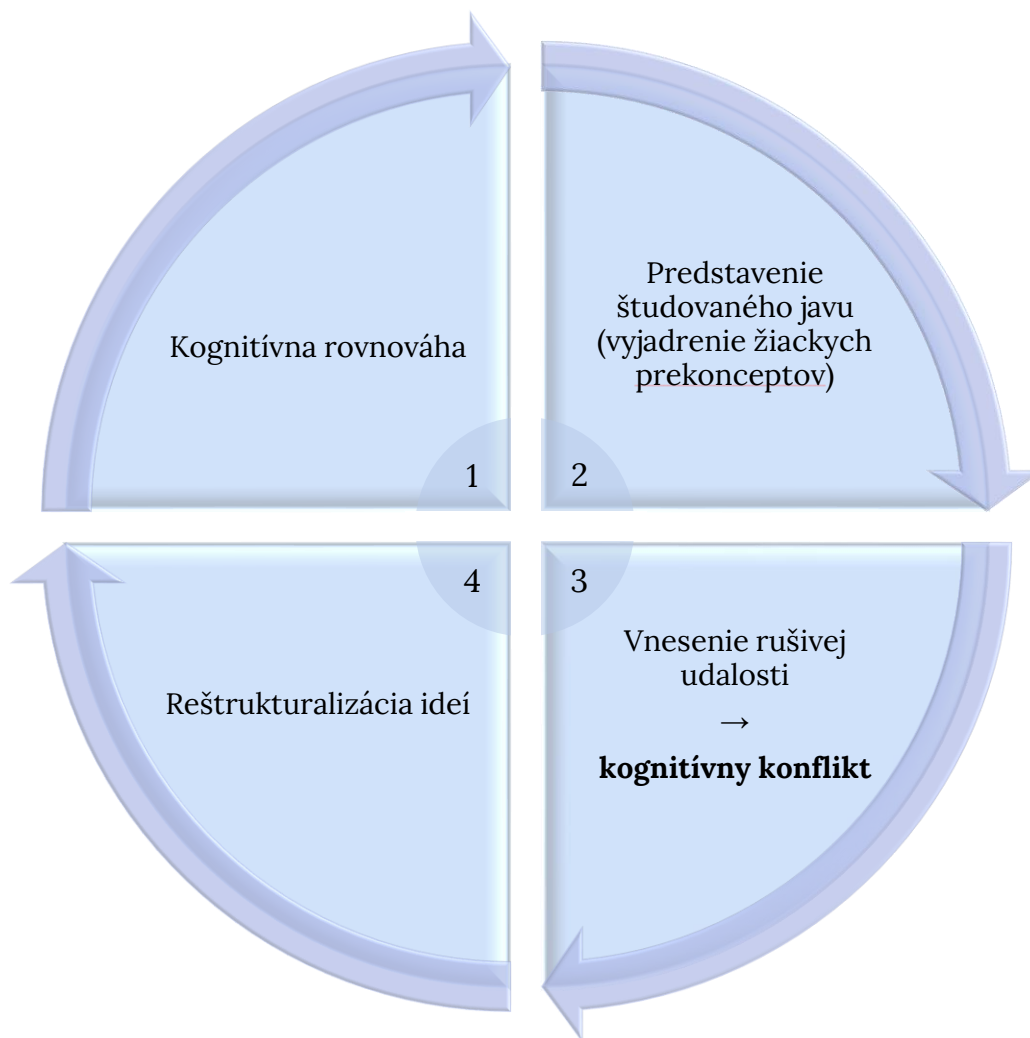 Kognitívna rovnováha
1
Predstavenie
študovaného javu
(vyjadrenie žiackych
prekonceptov)
2
3
Vnesenie rušivej
udalosti
→
kognitívny konflikt
4
Reštrukturalizácia ideí